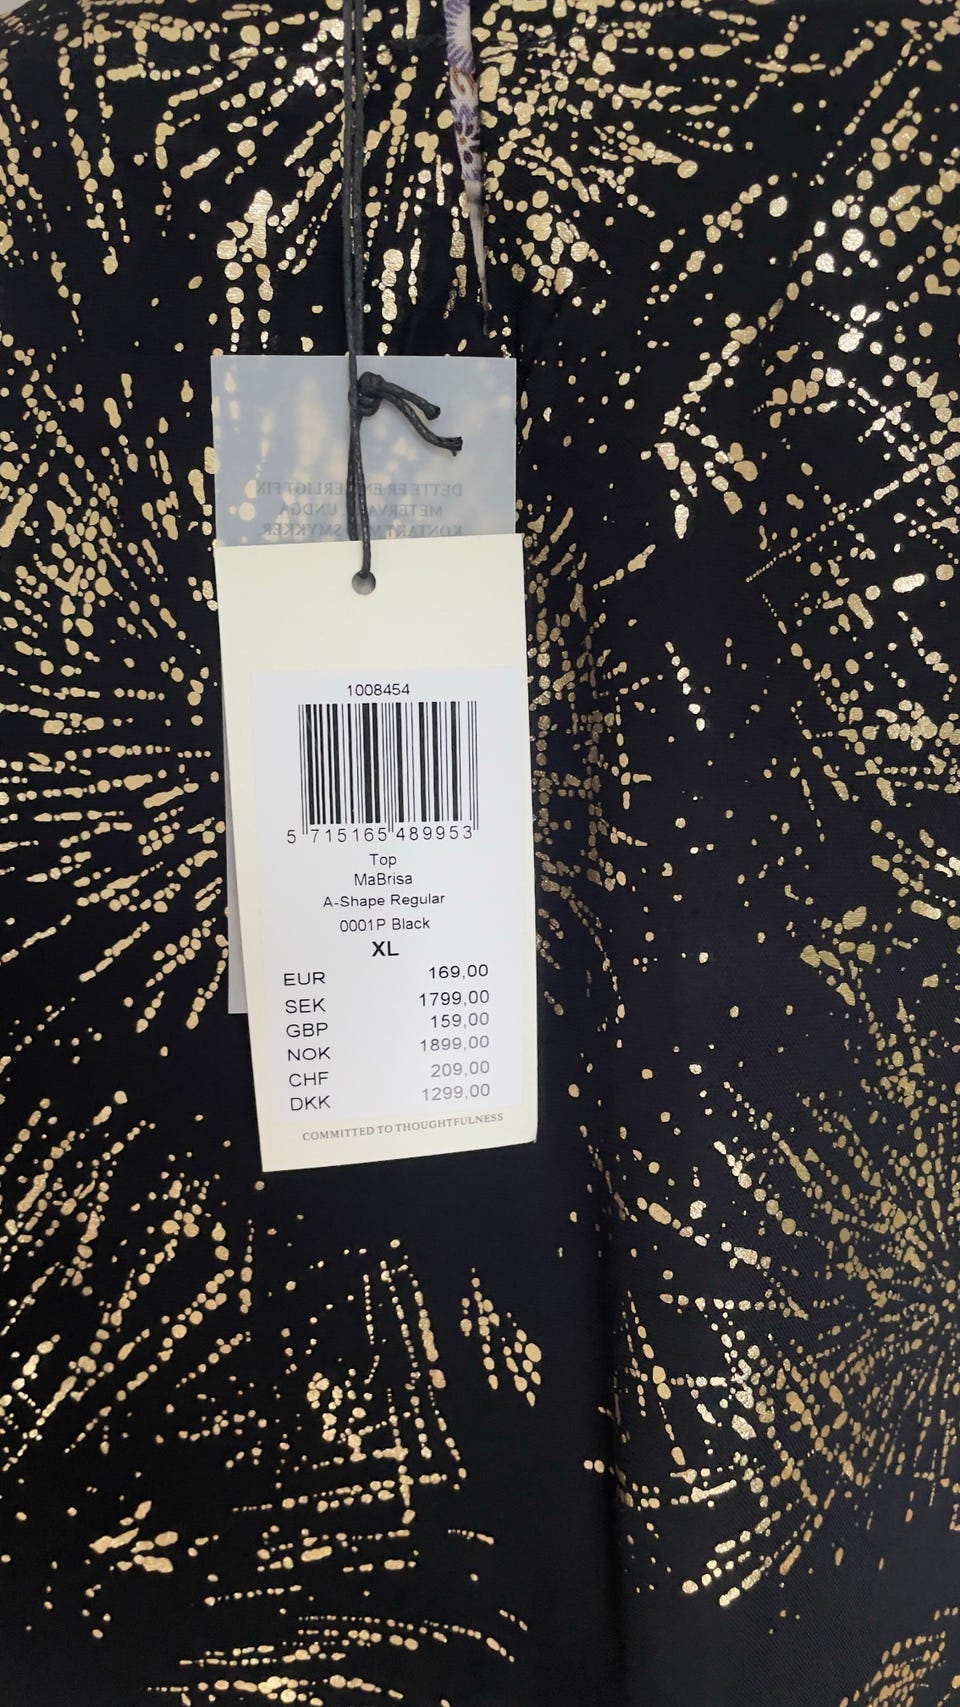 DETTE ER EN ÆRLIGT FIN
METERVARE, UNDGÅ
KONTAKT MED SMYKKER.
1008454
5 715165 489953
Top
MaBrisa
A-Shape Regular
0001P Black
XL
EUR 169,00
SEK 1799,00
GBP 159,00
NOK 1899,00
CHF 209,00
DKK 1299,00
COMMITTED TO THOUGHTFULNESS